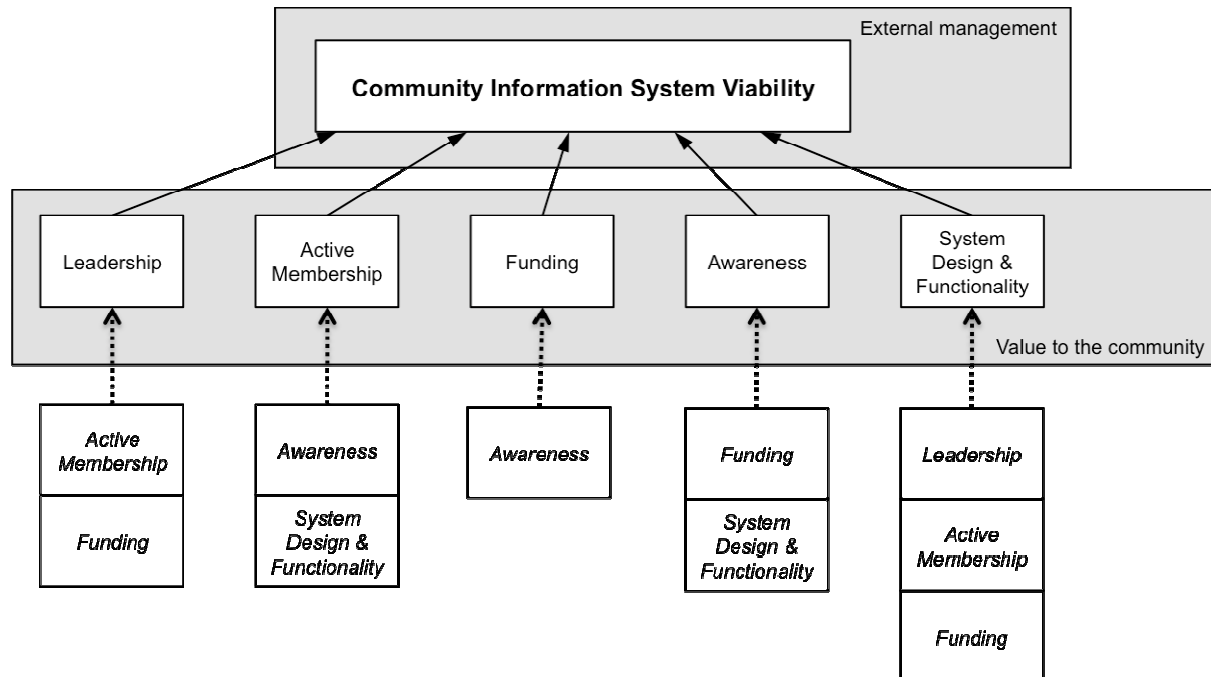 External management
Community Information System Viability
Leadership
Active
Membership
Funding
Awareness
System
Design &
Functionality
Value to the community
Active
Membership
Funding
Awareness
System
Design &
Functionality
Awareness
Funding
System
Design &
Functionality
Leadership
Active
Membership
Funding